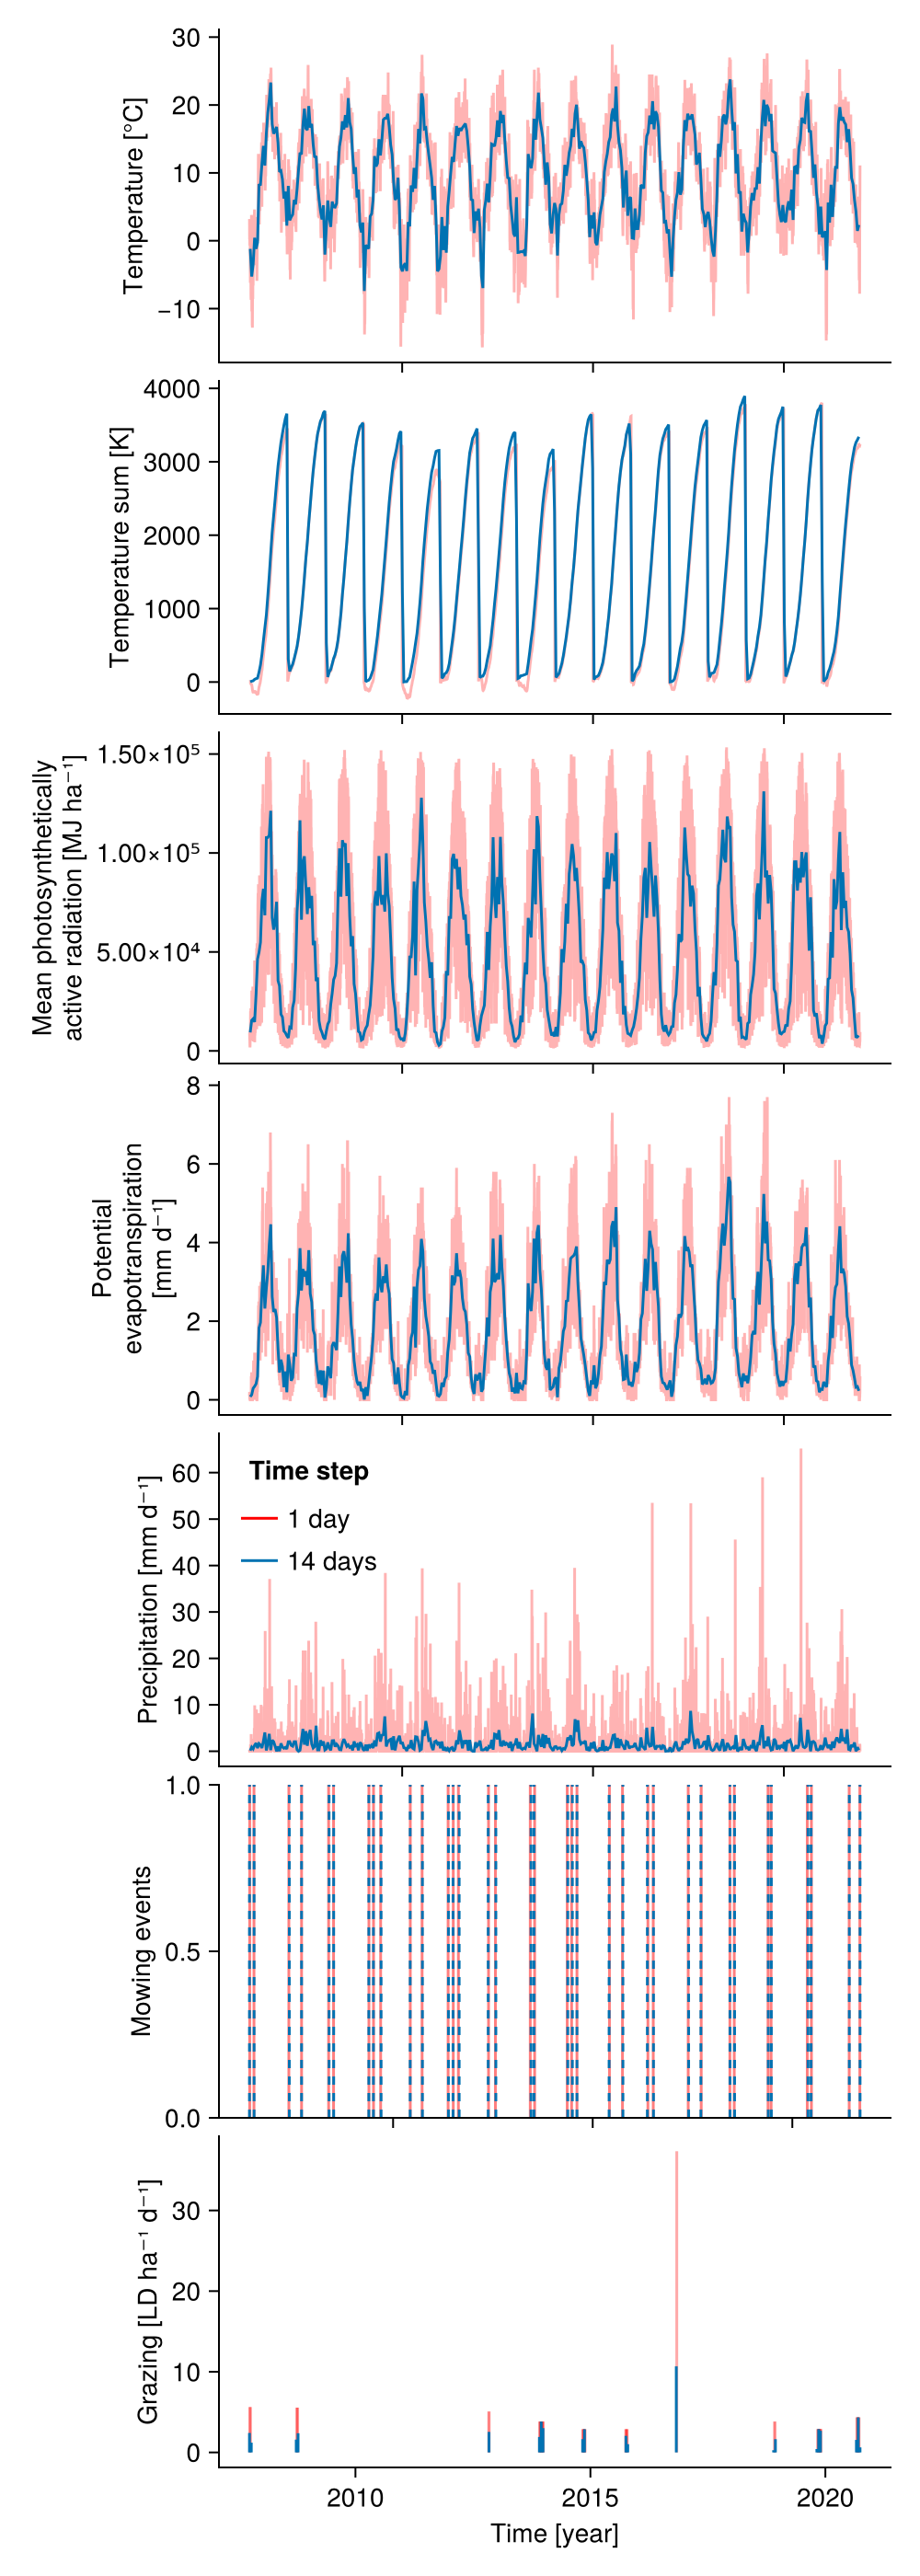 Temperature [°C]
30
20
10
0
−10
Temperature sum [K]
4000
3000
2000
1000
0
Mean photosynthetically
active radiation [MJ ha⁻¹]
1.50×10⁵
1.00×10⁵
5.00×10⁴
0
Potential
evapotranspiration
[mm d⁻¹]
8
6
4
2
0
Precipitation [mm d⁻¹]
60
50
40
30
20
10
0
Time step
1 day
14 days
Mowing events
1.0
0.5
0.0
Grazing [LD ha⁻¹ d⁻¹]
30
20
10
0
2010 2015 2020
Time [year]